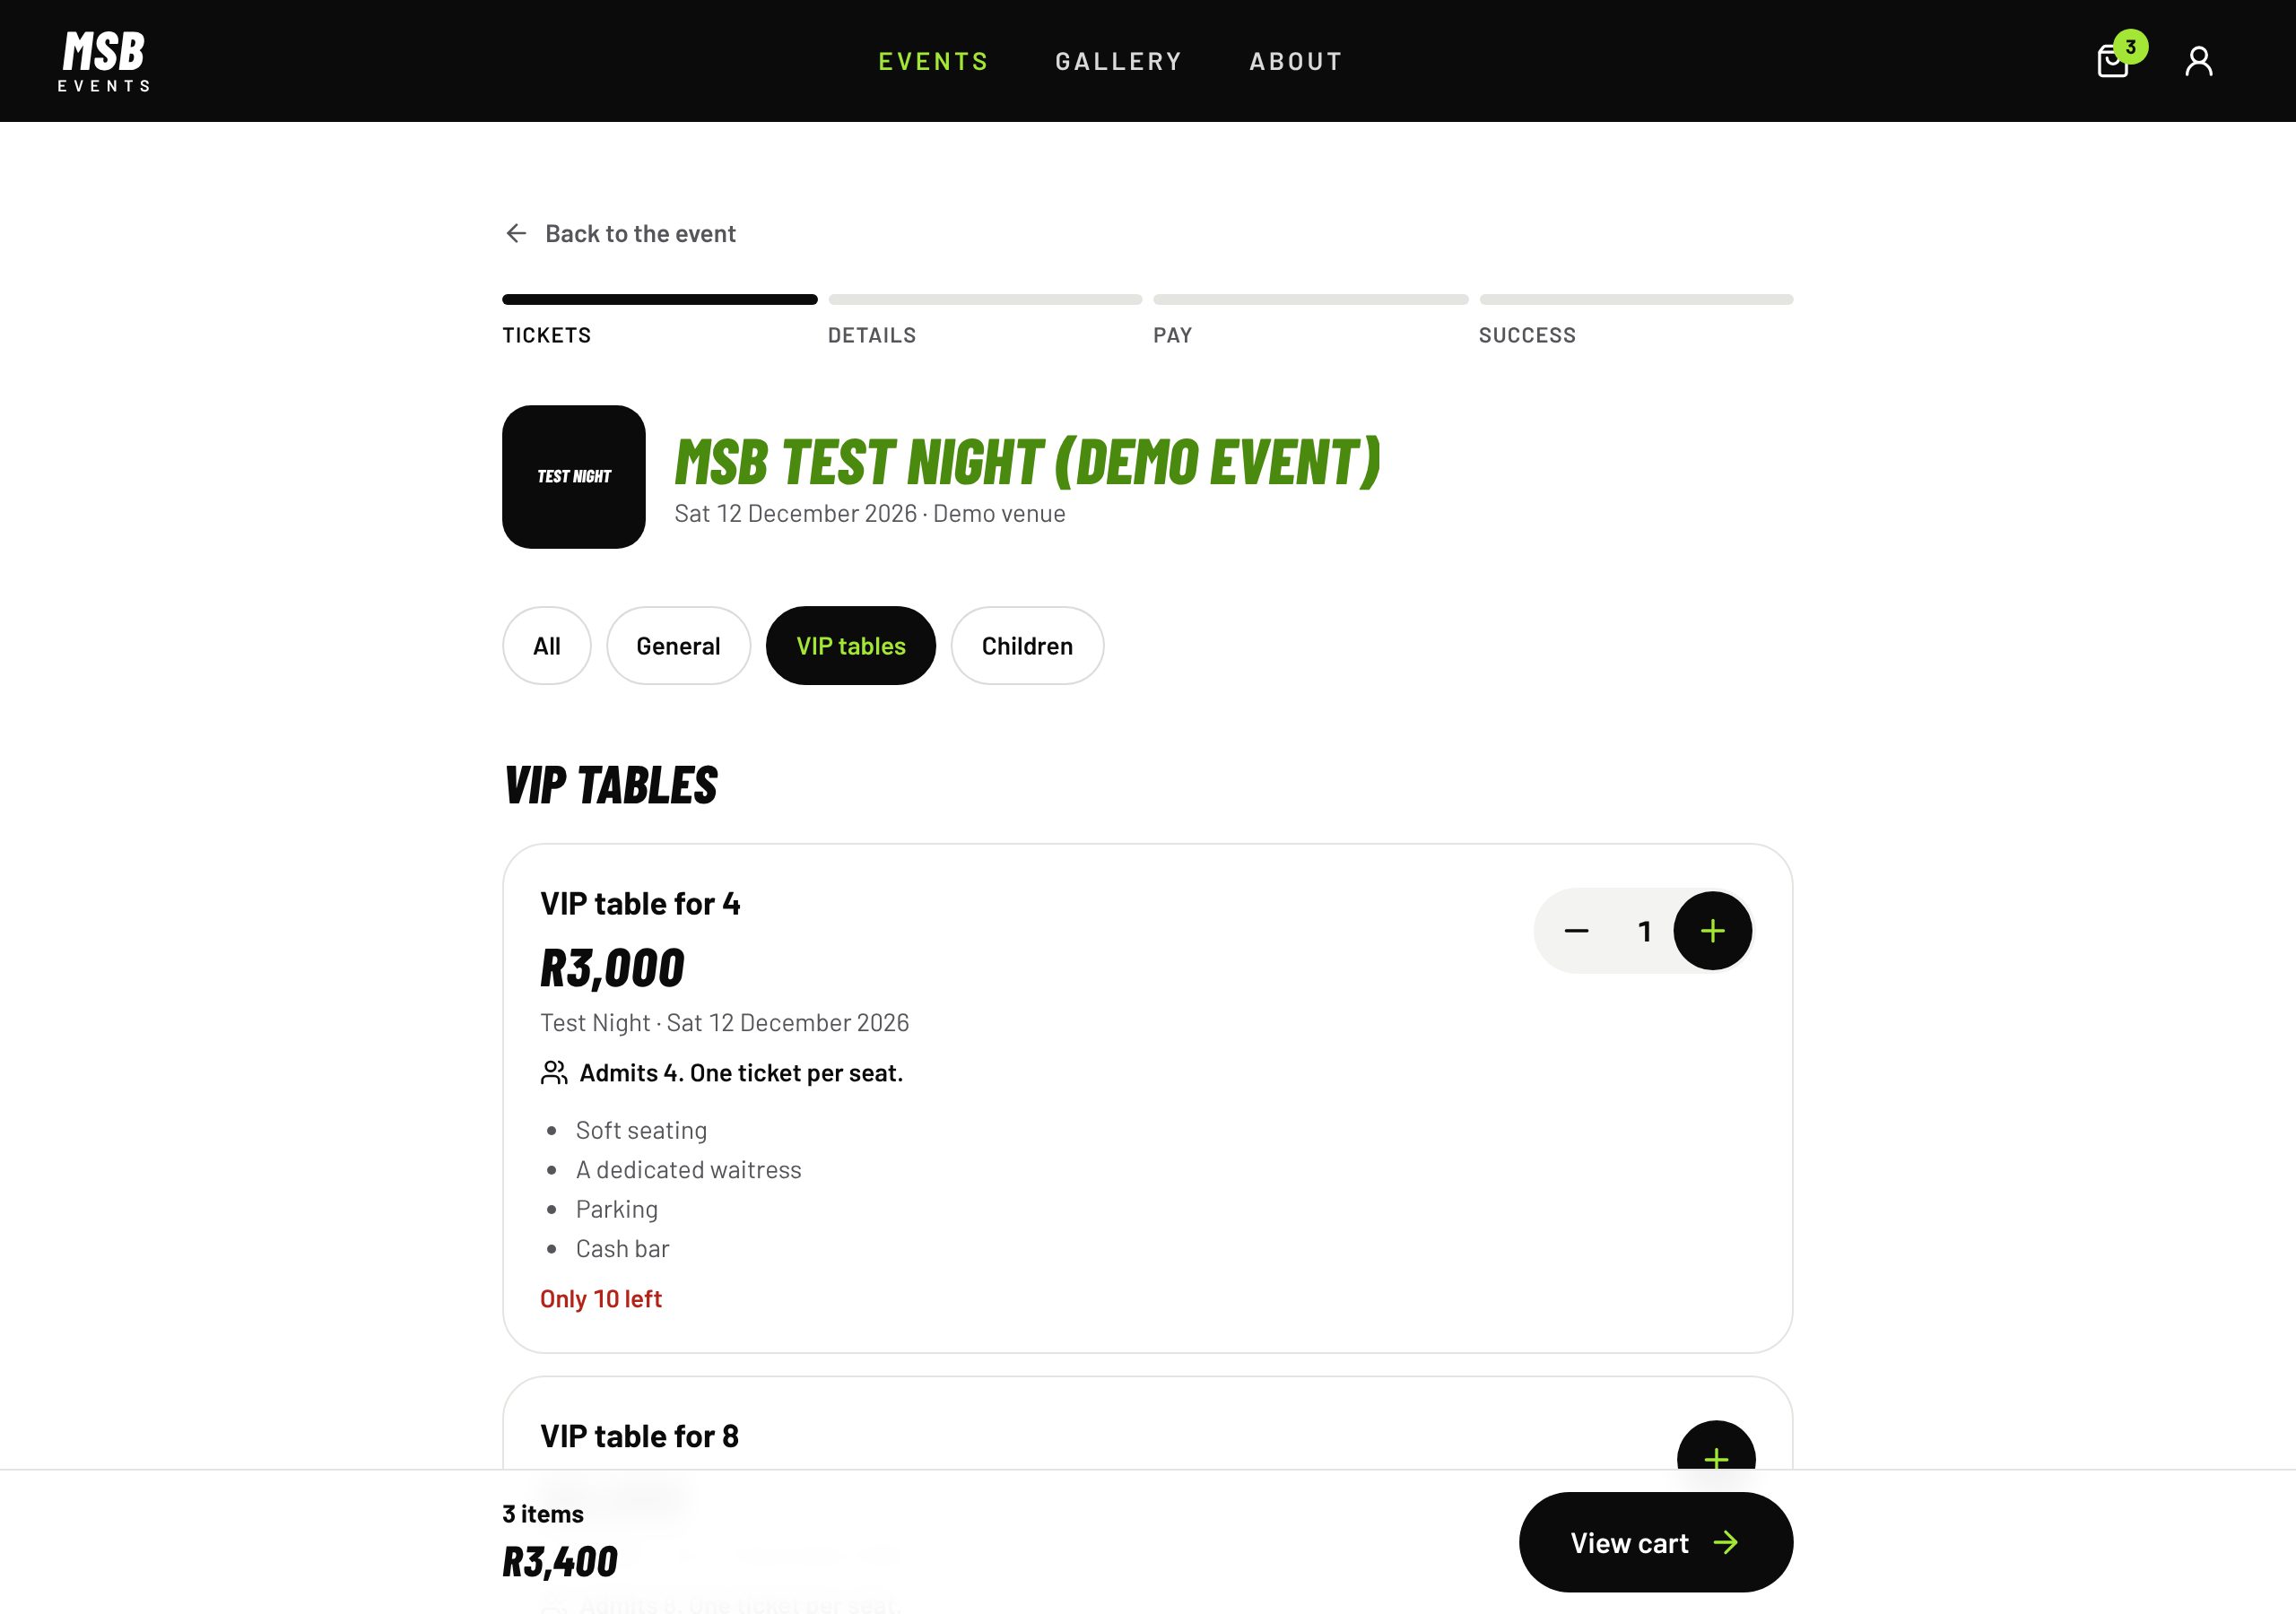 MSB
EVENTS
EVENTS
GALLERY
ABOUT
3
Back to the event
TICKETS
DETAILS
PAY
SUCCESS
TEST NIGHT
MSB TEST NIGHT (DEMO EVENT)
Sat 12 December 2026 · Demo venue
All
General
VIP tables
Children
VIP TABLES
VIP table for 4
1
R3,000
Test Night · Sat 12 December 2026
Admits 4. One ticket per seat.
Soft seating
A dedicated waitress
Parking
Cash bar
Only 10 left
VIP table for 8
3 items
R3,400
View cart